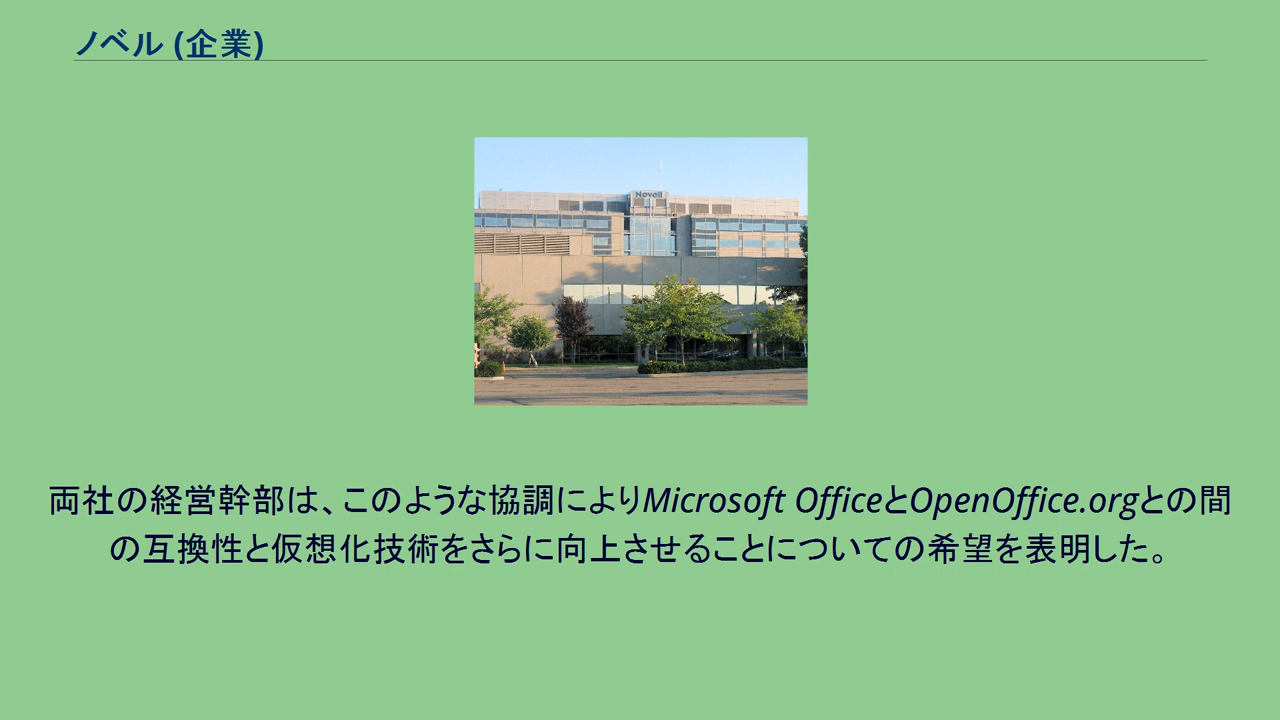 ノベル (企業)
Novell
両社の経営幹部は、このような協調によりMicrosoft OfficeとOpenOffice.orgとの間
の互換性と仮想化技術をさらに向上させることについての希望を表明した。